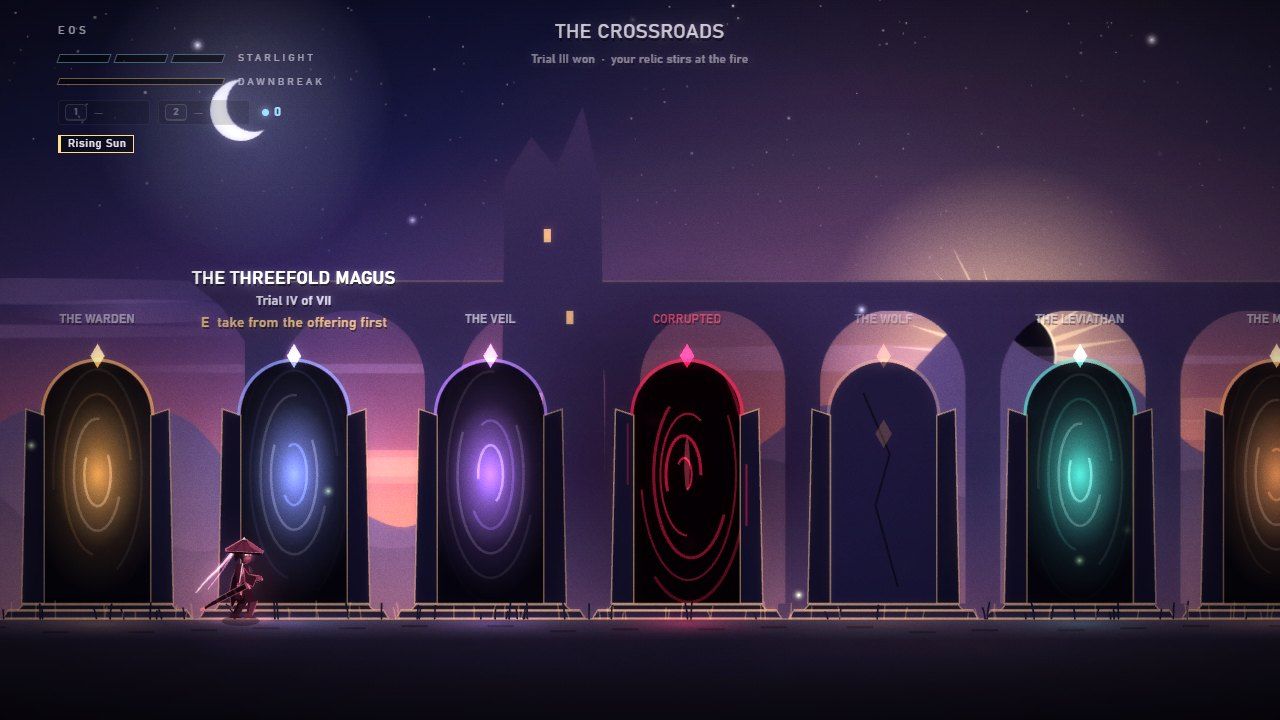 EOS
STARLIGHT
DAWNBREAK
1 — 2 — 0
Rising Sun
THE CROSSROADS
Trial III won · your relic stirs at the fire
THE THREEFOLD MAGUS
Trial IV of VII
E take from the offering first
THE WARDEN
THE VEIL
CORRUPTED
THE WOLF
THE LEVIATHAN
THE M